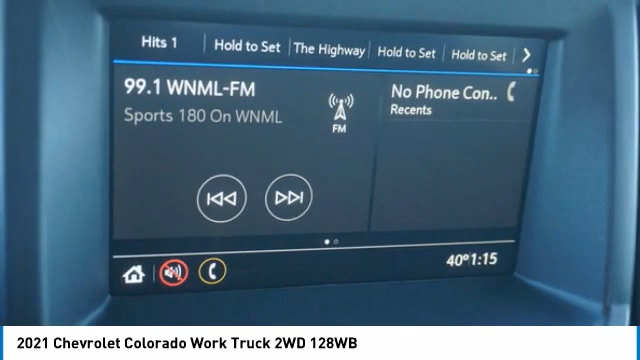 Hits 1 Hold to Set The Highway Hold to Set Hold to Set
99.1 WNML-FM
Sports 180 On WNML
FM
No Phone Con..
Recents
40° 1:15
2021 Chevrolet Colorado Work Truck 2WD 128WB